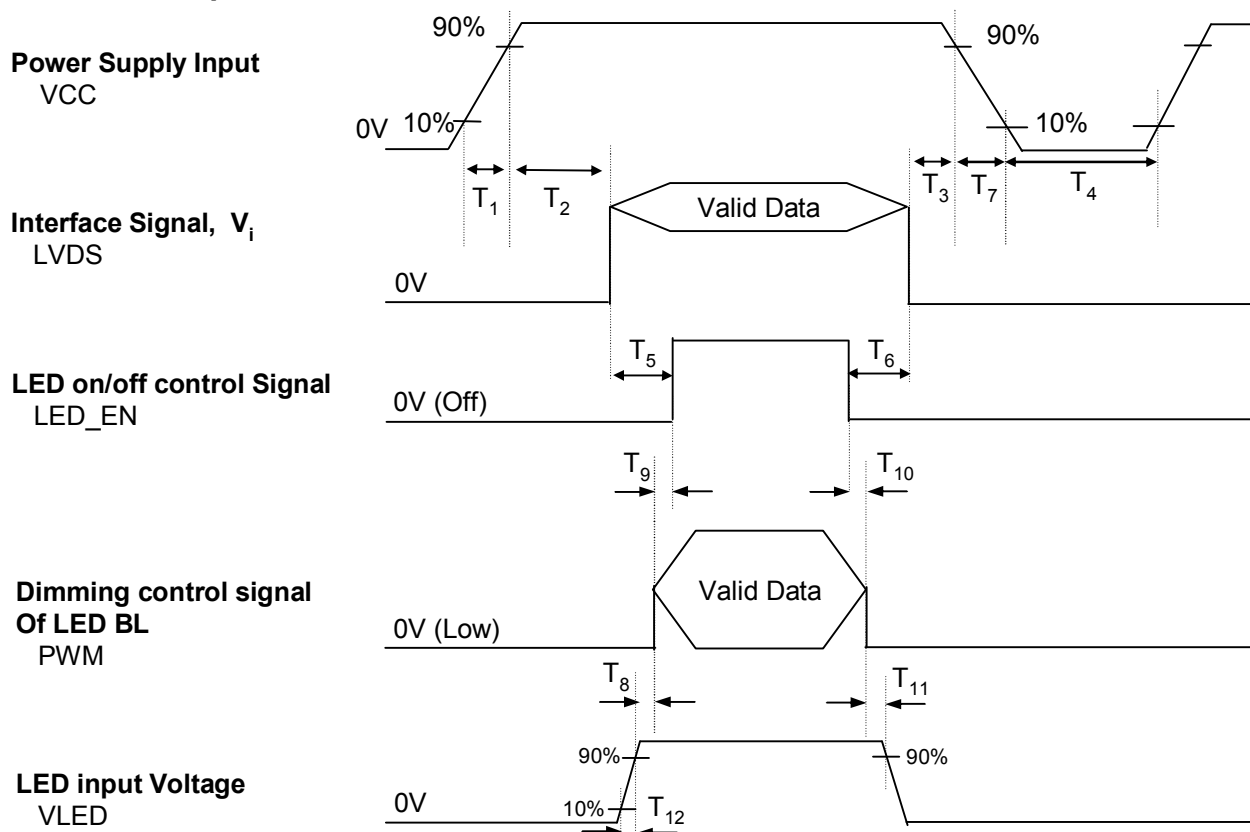 90%
90%
Power Supply Input
VCC
0V
10%
10%
T1
T2
T3
T7
T4
Valid Data
Interface Signal, Vi
LVDS
0V
T5
T6
LED on/off control Signal
LED_EN
0V (Off)
T9
T10
Valid Data
Dimming control signal
Of LED BL
PWM
0V (Low)
T8
T11
90%
90%
LED input Voltage
VLED
0V
10%
T12